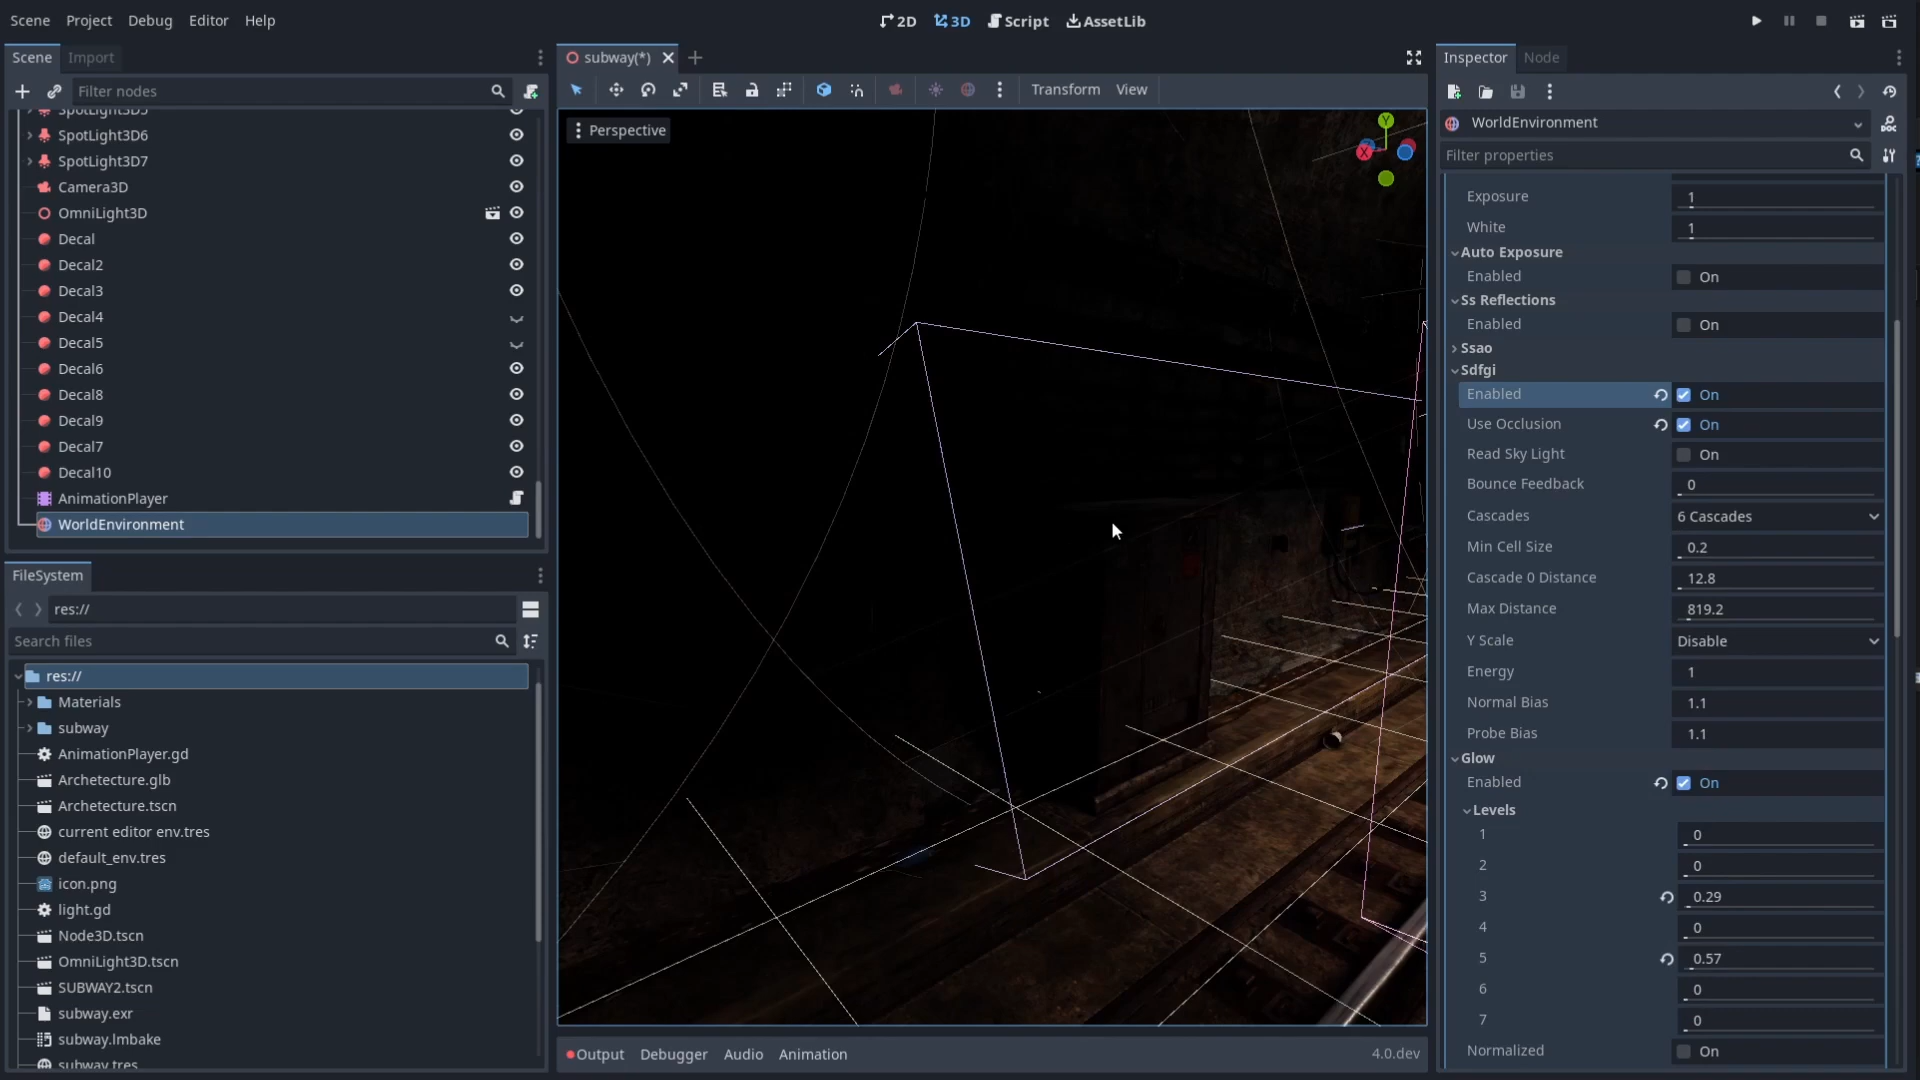 Scene Project Debug Editor Help
2D 3D Script AssetLib
Scene Import
Filter nodes
SpotLight3D5
SpotLight3D6
SpotLight3D7
Camera3D
OmniLight3D
Decal
Decal2
Decal3
Decal4
Decal5
Decal6
Decal8
Decal9
Decal7
Decal10
AnimationPlayer
WorldEnvironment
FileSystem
res://
Search files
res://
Materials
subway
AnimationPlayer.gd
Archetecture.glb
Archetecture.tscn
current editor env.tres
default_env.tres
icon.png
light.gd
Node3D.tscn
OmniLight3D.tscn
SUBWAY2.tscn
subway.exr
subway.lmbake
subway.tres
subway(*)
Transform View
Perspective
Y
X
Output Debugger Audio Animation 4.0.dev
Inspector Node
WorldEnvironment
Filter properties
Exposure 1
White 1
Auto Exposure
Enabled On
Ss Reflections
Enabled On
Ssao
Sdfgi
Enabled On
Use Occlusion On
Read Sky Light On
Bounce Feedback 0
Cascades 6 Cascades
Min Cell Size 0.2
Cascade 0 Distance 12.8
Max Distance 819.2
Y Scale Disable
Energy 1
Normal Bias 1.1
Probe Bias 1.1
Glow
Enabled On
Levels
1 0
2 0
3 0.29
4 0
5 0.57
6 0
7 0
Normalized On